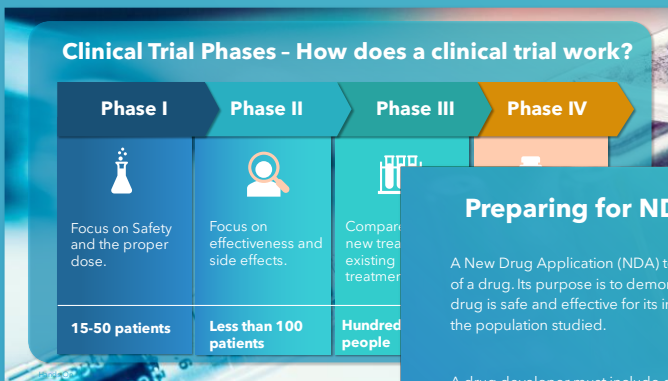 Clinical Trial Phases – How does a clinical trial work?
Phase I
Phase II
Phase III
Phase IV
Focus on Safety
and the proper
dose.
Focus on
effectiveness and
side effects.
Compare
new
existing
15-50 patients
Less than 100
patients
people
Preparing for
A New Drug Application (NDA)
of a drug. Its purpose is to
drug is safe and effective for its
the population studied.